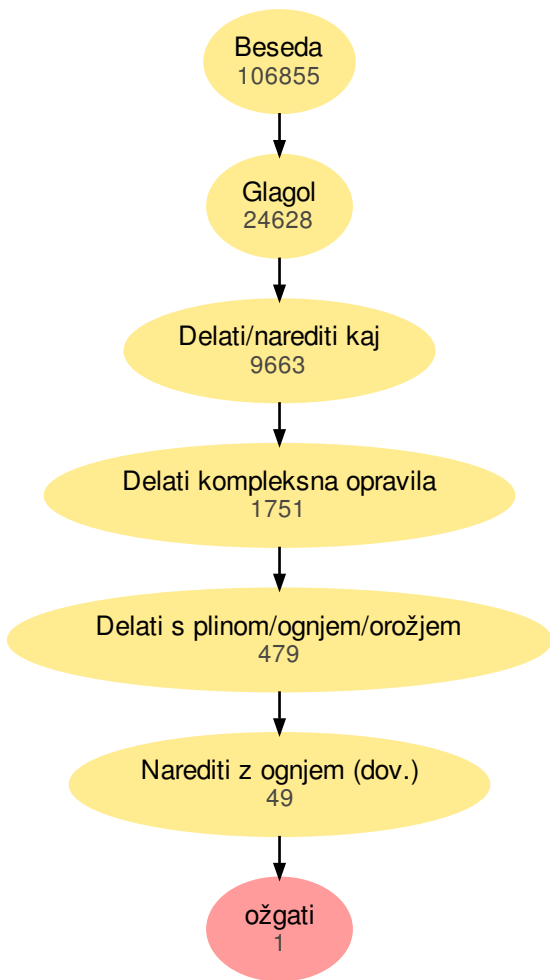 Beseda
106855
Glagol
24628
Delati/narediti kaj
9663
Delati kompleksna opravila
1751
Delati s plinom/ognjem/orožjem
479
Narediti z ognjem (dov.)
49
ožgati
1